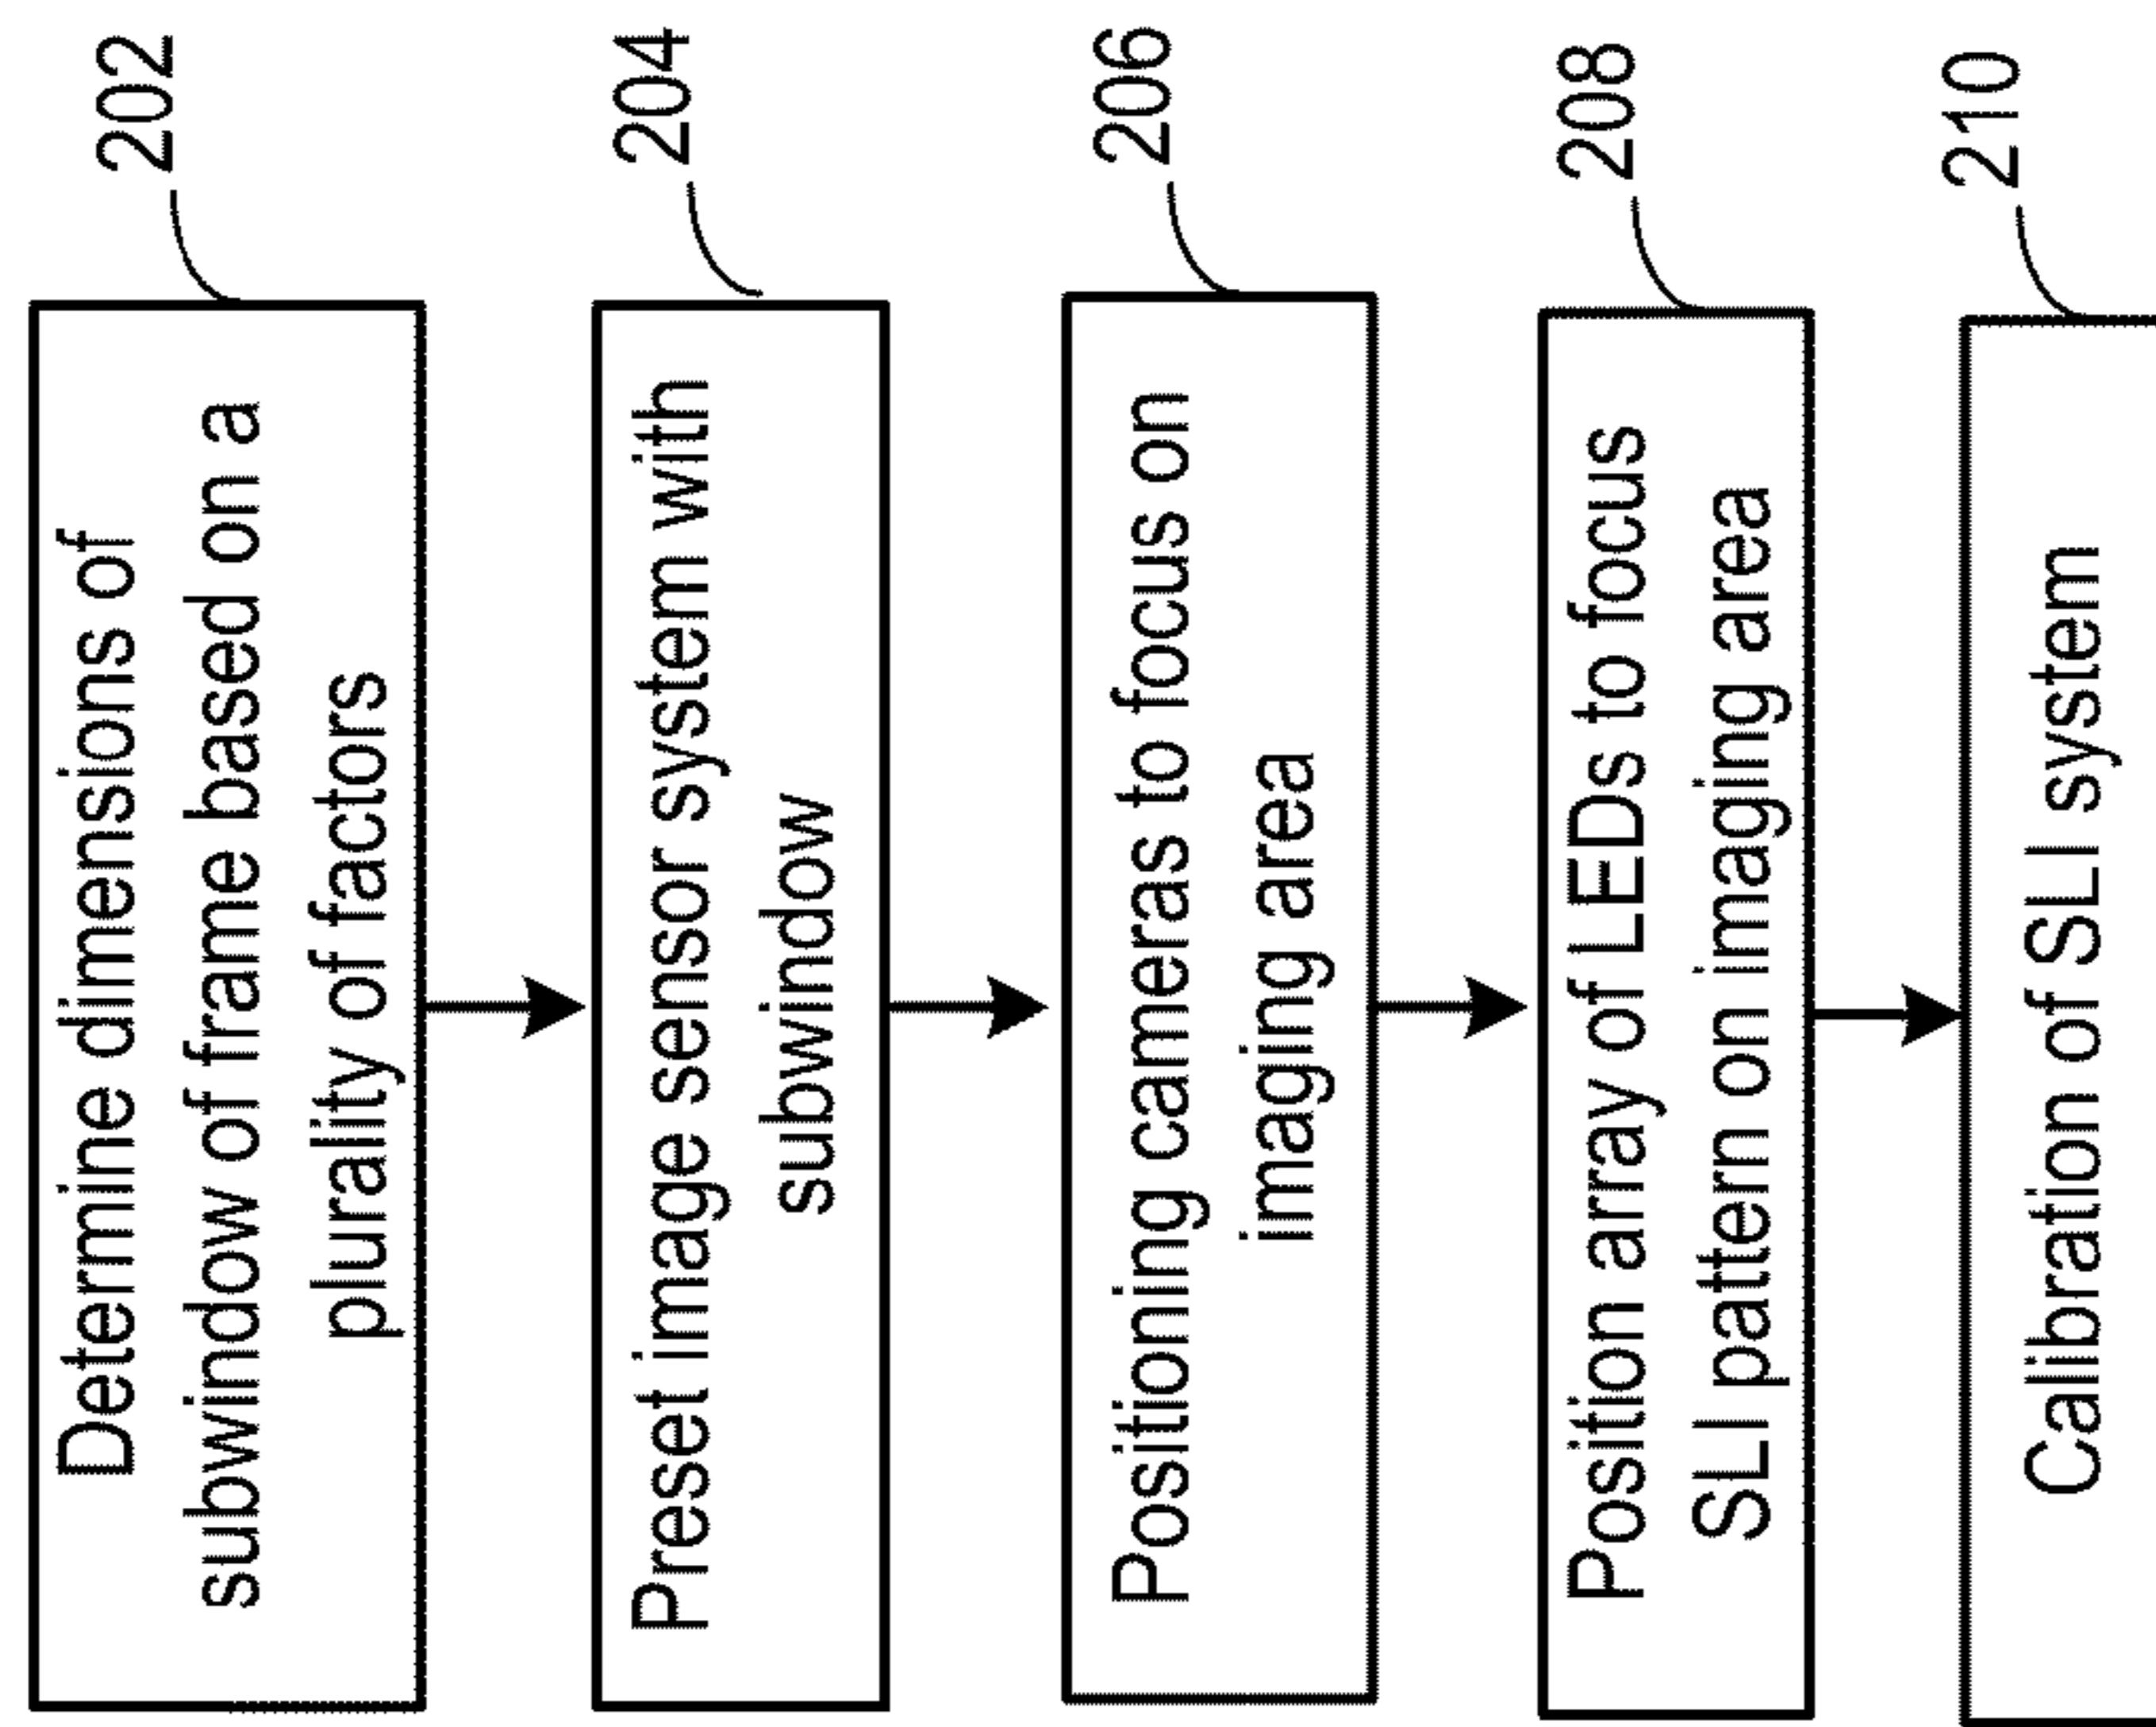 202
Determine dimensions of
subwindow of frame based on a
plurality of factors
204
Preset image sensor system with
subwindow
206
Positioning cameras to focus on
imaging area
208
Position array of LEDs to focus
SLI pattern on imaging area
210
Calibration of SLI system